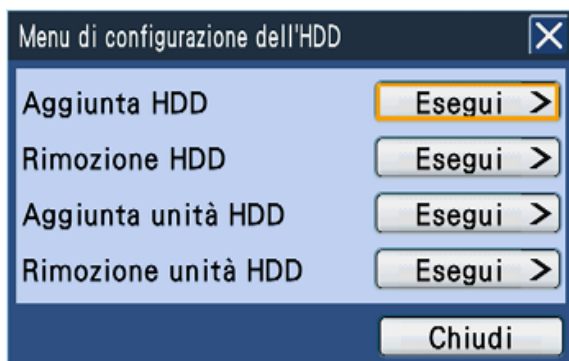 Menu di configurazione dell'HDD
Aggiunta HDD Esegui >
Rimozione HDD Esegui >
Aggiunta unità HDD Esegui >
Rimozione unità HDD Esegui >
Chiudi